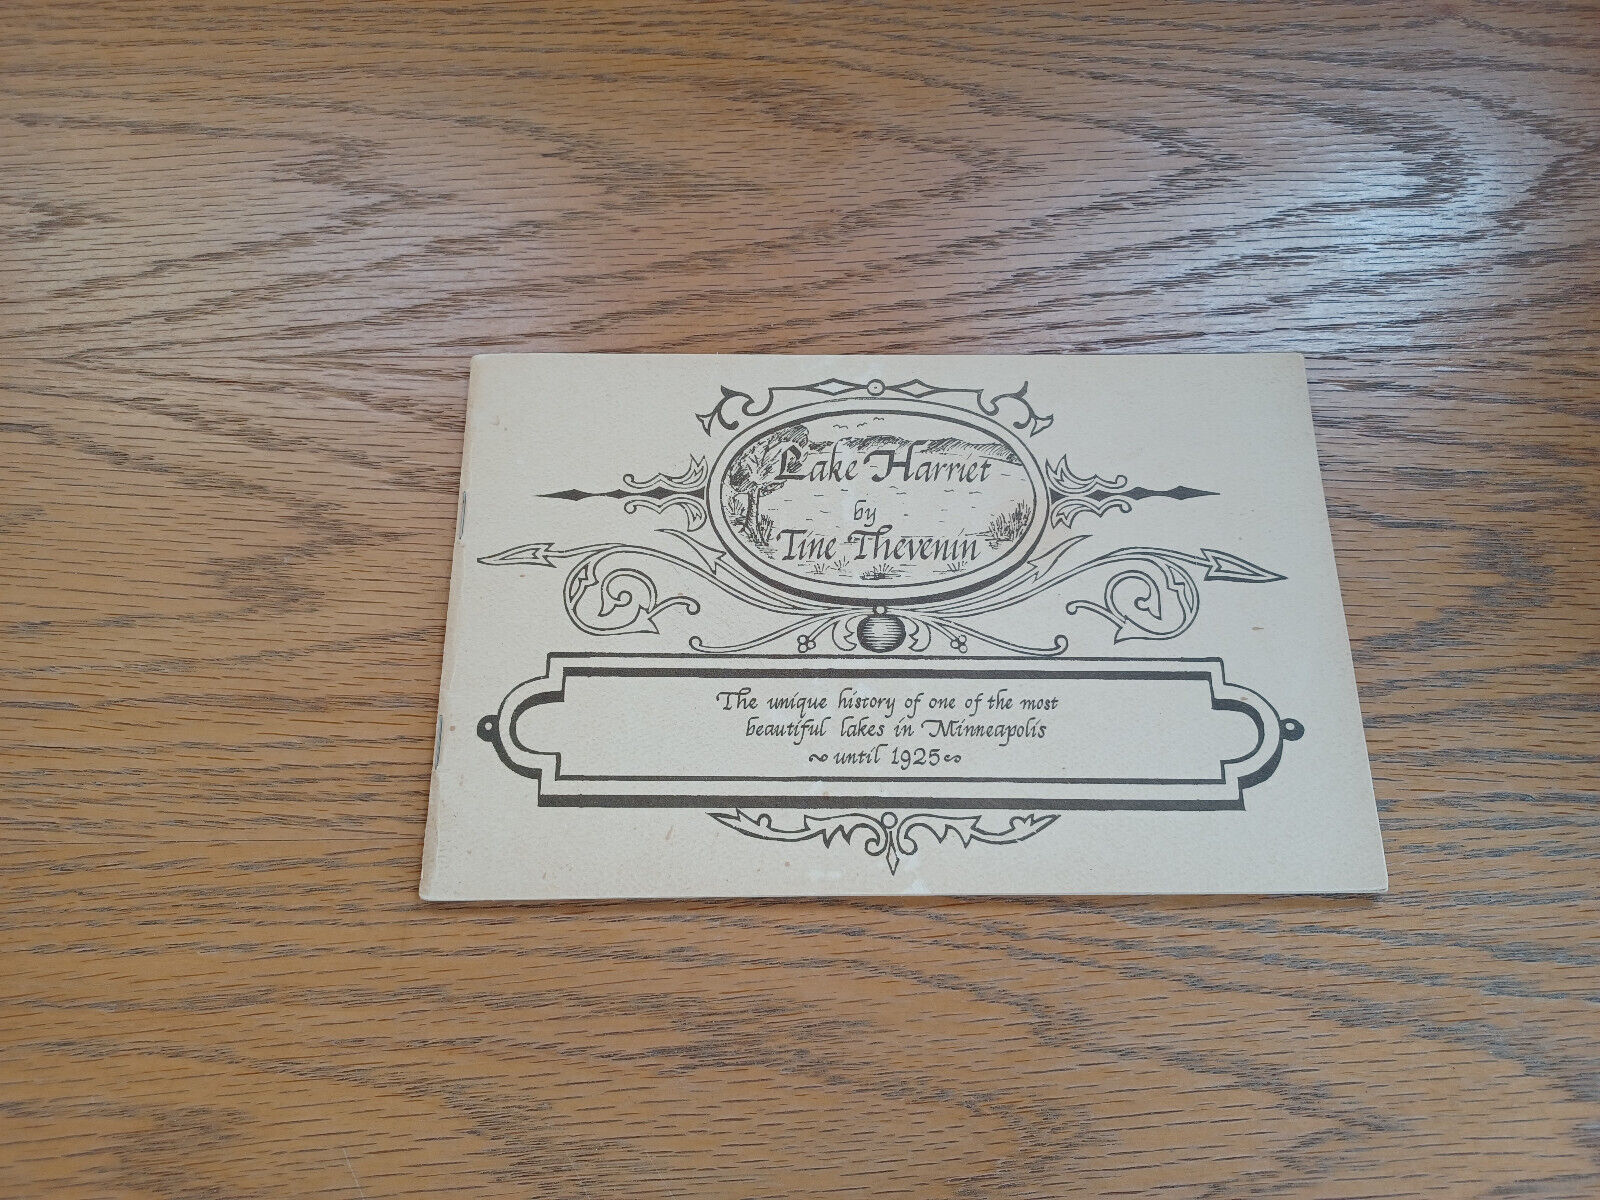 Lake Harriet
by
Tine Thevenin
The unique history of one of the most
beautiful lakes in Minneapolis
~ until 1925 ~